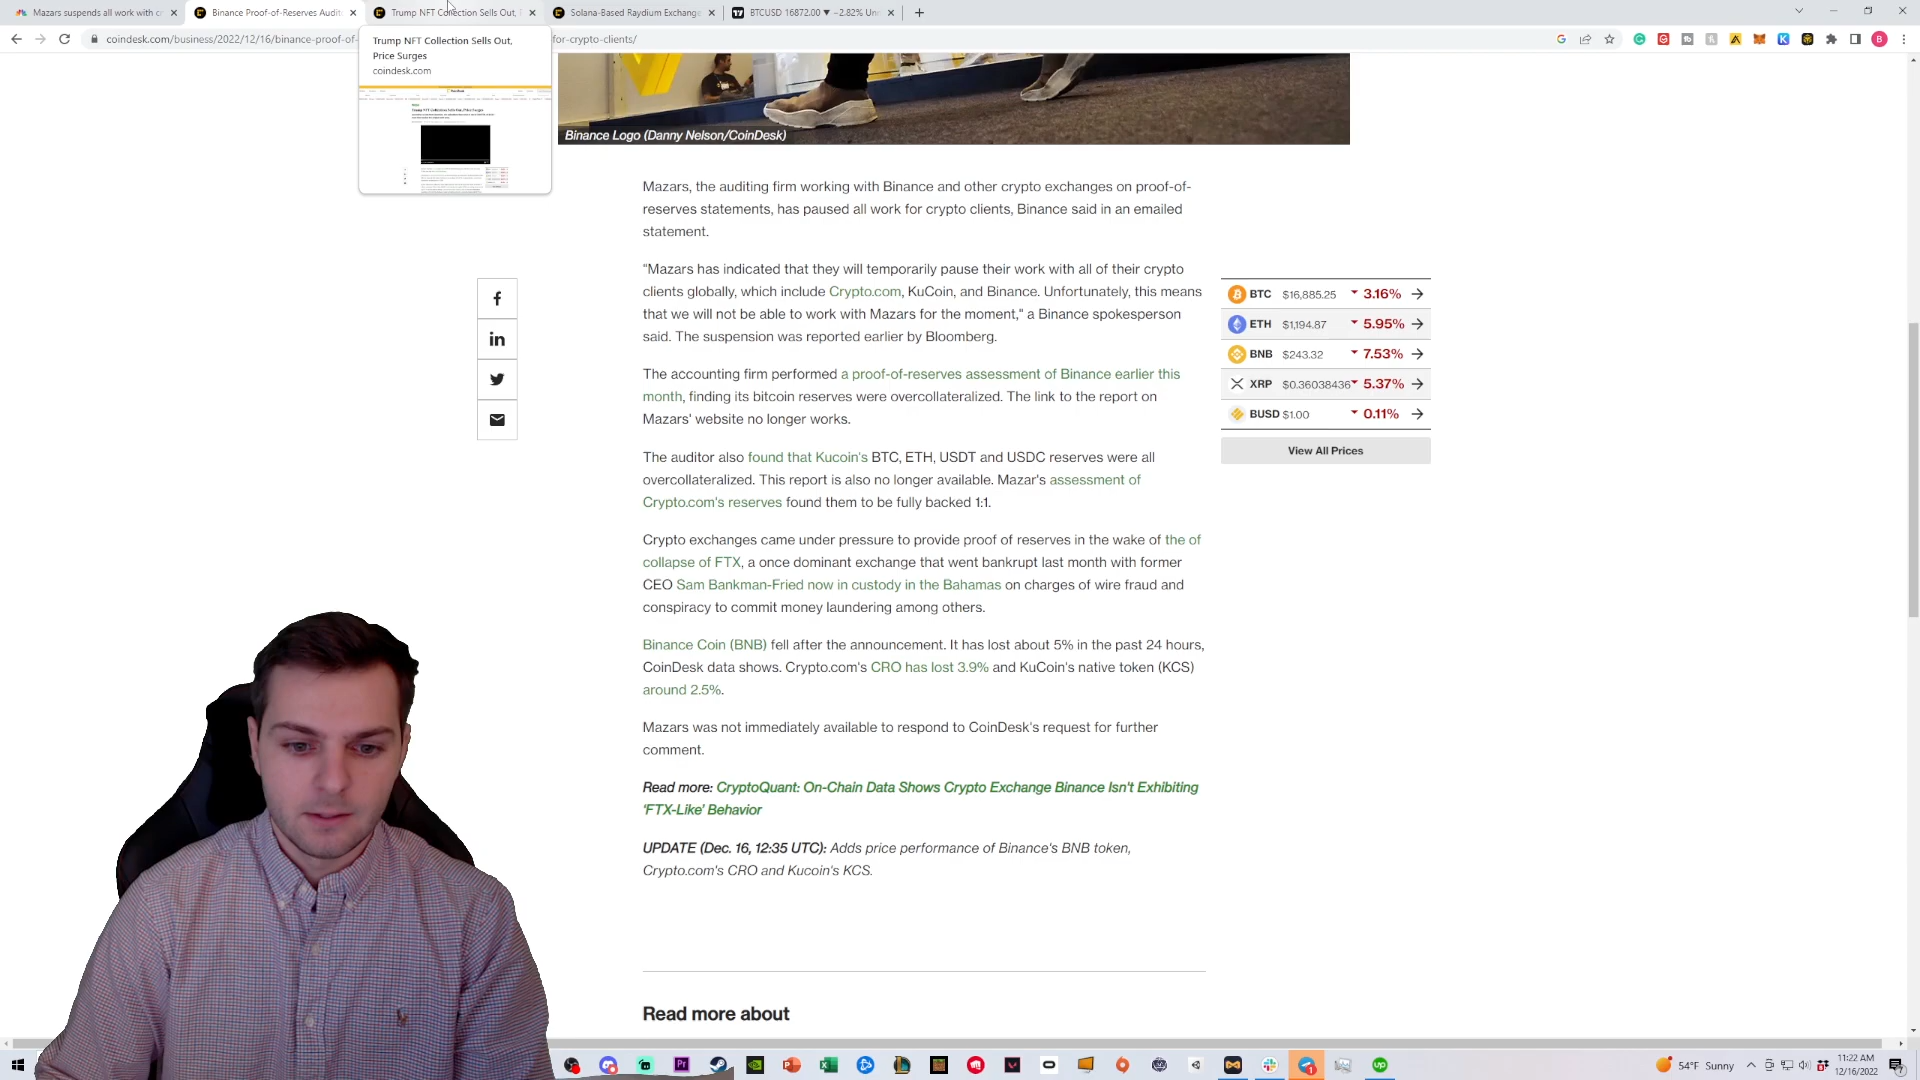 Mazars suspends all work with cr
Binance Proof-of-Reserves Audit
Trump NFT Collection Sells Out,
Solana-Based Raydium Exchange
BTCUSD 16872.00 ▼ −2.82% Un
coindesk.com/business/2022/12/16/binance-proof-of-
for-crypto-clients/
Trump NFT Collection Sells Out,
Price Surges
coindesk.com
Binance Logo (Danny Nelson/CoinDesk)
Mazars, the auditing firm working with Binance and other crypto exchanges on proof-of-
reserves statements, has paused all work for crypto clients, Binance said in an emailed
statement.
“Mazars has indicated that they will temporarily pause their work with all of their crypto
clients globally, which include Crypto.com, KuCoin, and Binance. Unfortunately, this means
that we will not be able to work with Mazars for the moment,“ a Binance spokesperson
said. The suspension was reported earlier by Bloomberg.
The accounting firm performed a proof-of-reserves assessment of Binance earlier this
month, finding its bitcoin reserves were overcollateralized. The link to the report on
Mazars' website no longer works.
The auditor also found that Kucoin's BTC, ETH, USDT and USDC reserves were all
overcollateralized. This report is also no longer available. Mazar's assessment of
Crypto.com's reserves found them to be fully backed 1:1.
Crypto exchanges came under pressure to provide proof of reserves in the wake of the of
collapse of FTX, a once dominant exchange that went bankrupt last month with former
CEO Sam Bankman-Fried now in custody in the Bahamas on charges of wire fraud and
conspiracy to commit money laundering among others.
Binance Coin (BNB) fell after the announcement. It has lost about 5% in the past 24 hours,
CoinDesk data shows. Crypto.com's CRO has lost 3.9% and KuCoin's native token (KCS)
around 2.5%.
Mazars was not immediately available to respond to CoinDesk's request for further
comment.
Read more: CryptoQuant: On-Chain Data Shows Crypto Exchange Binance Isn't Exhibiting
'FTX-Like' Behavior
UPDATE (Dec. 16, 12:35 UTC): Adds price performance of Binance's BNB token,
Crypto.com's CRO and Kucoin's KCS.
Read more about
BTC $16,885.25 3.16%
ETH $1,194.87 5.95%
BNB $243.32 7.53%
XRP $0.36038436 5.37%
BUSD $1.00 0.11%
View All Prices
54°F Sunny
11:22 AM
12/16/2022